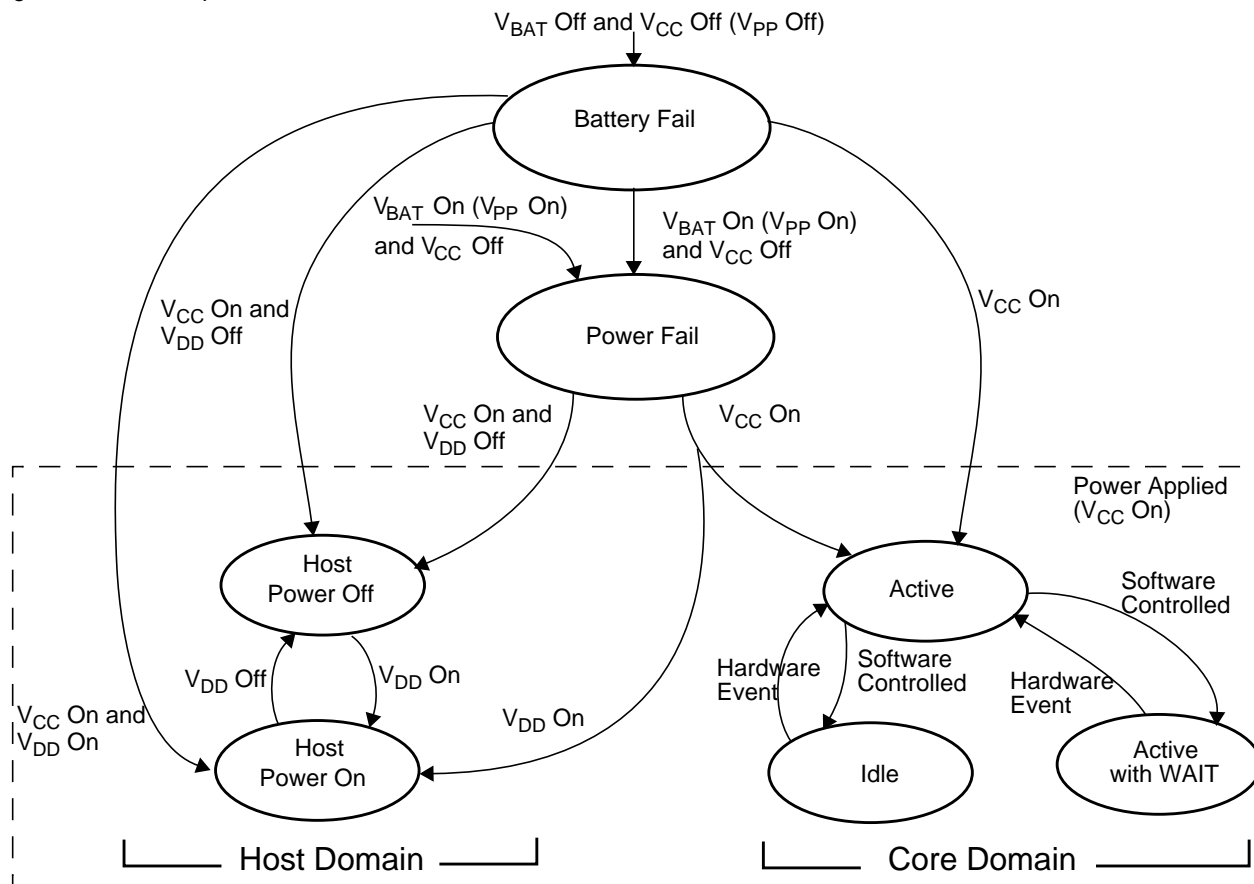 V_BAT Off and V_CC Off (V_PP Off)
Battery Fail
V_BAT On (V_PP On)
and V_CC Off
V_BAT On (V_PP On)
and V_CC Off
V_CC On and
V_DD Off
V_CC On
Power Fail
V_CC On and
V_DD Off
V_CC On
Power Applied
(V_CC On)
Host
Power Off
Active
Software
Controlled
V_DD Off
V_DD On
Hardware
Event
Software
Controlled
Hardware
Event
V_CC On and
V_DD On
V_DD On
Host
Power On
Idle
Active
with WAIT
Host Domain
Core Domain